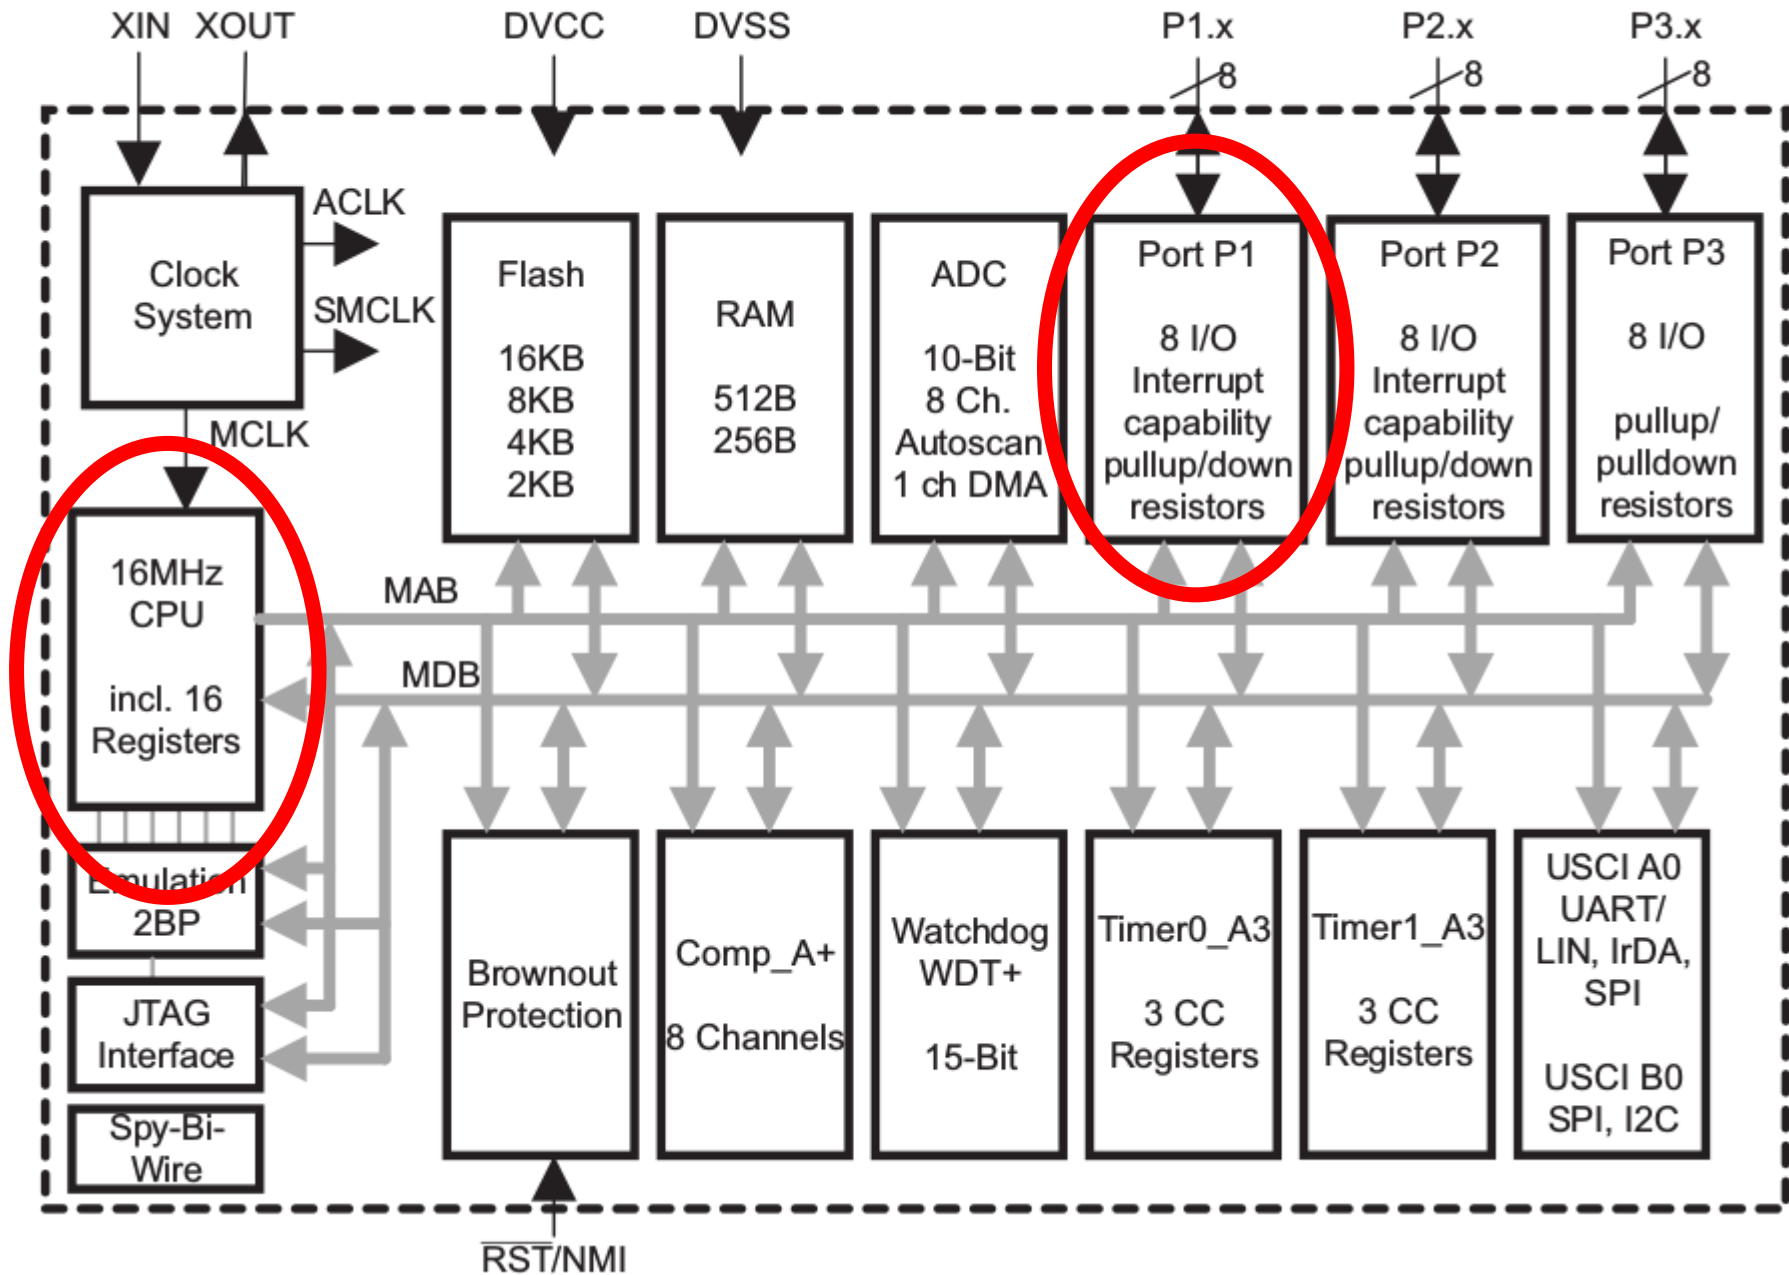 XIN XOUT DVCC DVSS P1.x P2.x P3.x
8 8 8
Clock
System
ACLK
SMCLK
MCLK
Flash
16KB
8KB
4KB
2KB
RAM
512B
256B
ADC
10-Bit
8 Ch.
Autoscan
1 ch DMA
Port P1
8 I/O
Interrupt
capability
pullup/down
resistors
Port P2
8 I/O
Interrupt
capability
pullup/down
resistors
Port P3
8 I/O
pullup/
pulldown
resistors
16MHz
CPU
incl. 16
Registers
MAB
MDB
Emulation
2BP
JTAG
Interface
Spy-Bi-
Wire
Brownout
Protection
Comp_A+
8 Channels
Watchdog
WDT+
15-Bit
Timer0_A3
3 CC
Registers
Timer1_A3
3 CC
Registers
USCI A0
UART/
LIN, IrDA,
SPI
USCI B0
SPI, I2C
RST/NMI